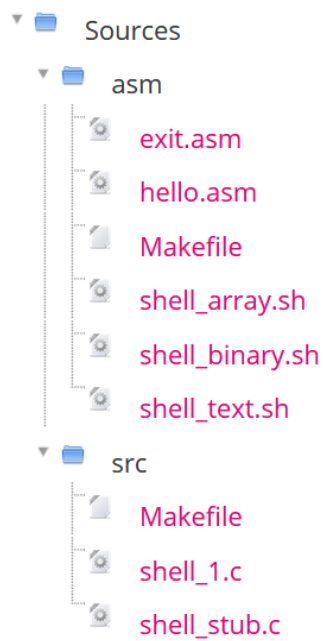 Sources
asm
exit.asm
hello.asm
Makefile
shell_array.sh
shell_binary.sh
shell_text.sh
src
Makefile
shell_1.c
shell_stub.c